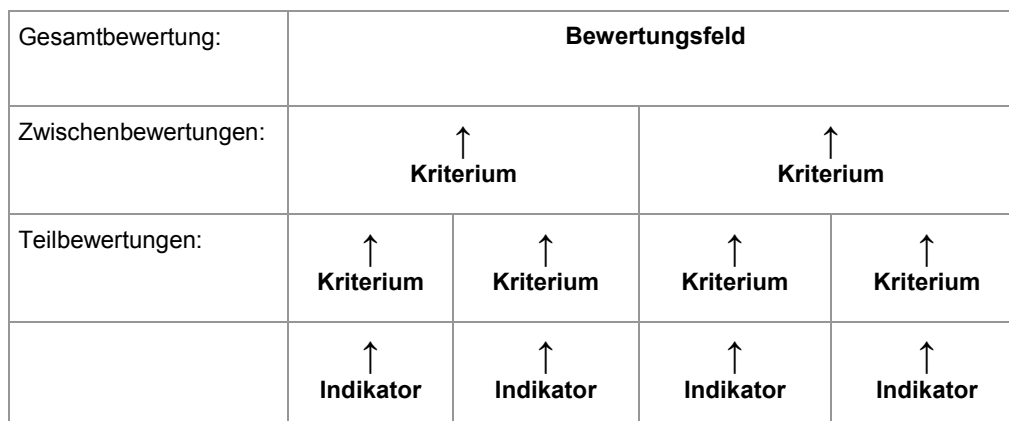 Gesamtbewertung:
Bewertungsfeld
Zwischenbewertungen:
↑ ↑
Kriterium Kriterium
Teilbewertungen:
↑ ↑ ↑ ↑
Kriterium Kriterium Kriterium Kriterium
↑ ↑ ↑ ↑
Indikator Indikator Indikator Indikator